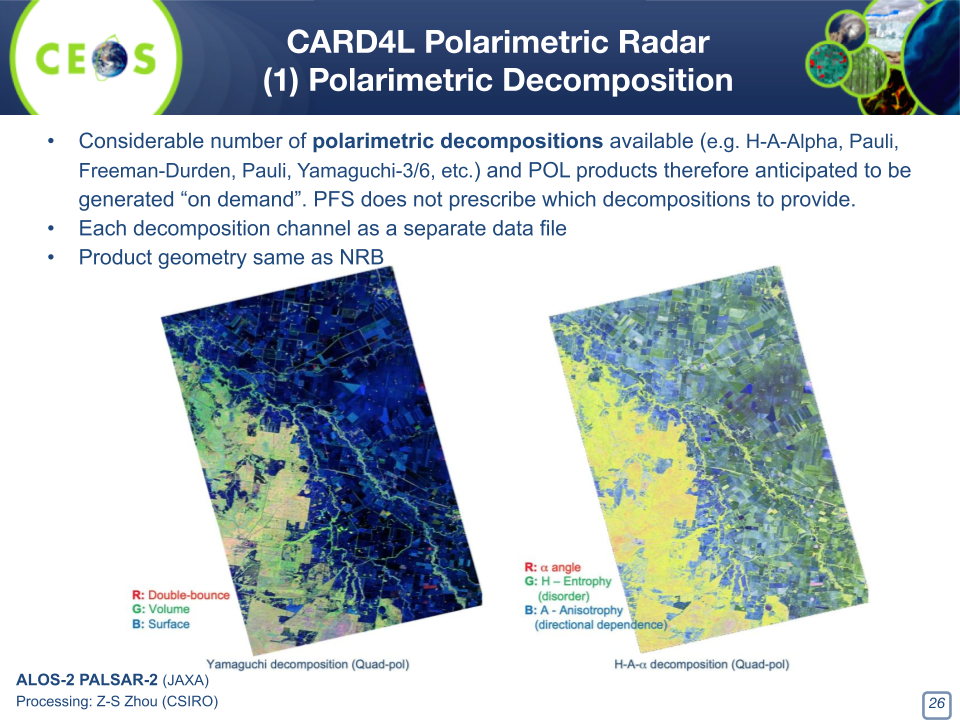 CEOS
CARD4L Polarimetric Radar
(1) Polarimetric Decomposition
• Considerable number of polarimetric decompositions available (e.g. H-A-Alpha, Pauli,
Freeman-Durden, Pauli, Yamaguchi-3/6, etc.) and POL products therefore anticipated to be
generated “on demand”. PFS does not prescribe which decompositions to provide.
• Each decomposition channel as a separate data file
• Product geometry same as NRB
R: Double-bounce
G: Volume
B: Surface
Yamaguchi decomposition (Quad-pol)
R: α angle
G: H – Entrophy
(disorder)
B: A - Anisotrophy
(directional dependence)
H-A-α decomposition (Quad-pol)
ALOS-2 PALSAR-2 (JAXA)
Processing: Z-S Zhou (CSIRO)
26